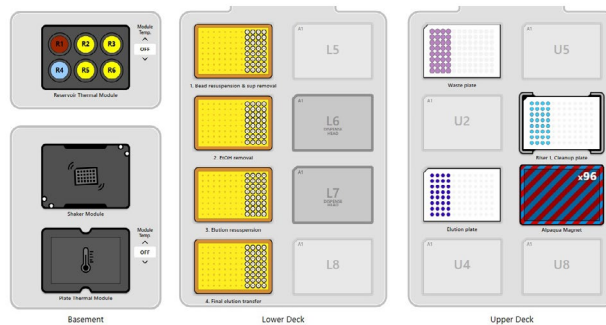 Module
Temp.
OFF
R1 R2 R3
R4 R5 R6
Reservoir Thermal Module
Shaker Module
Module
Temp.
OFF
Plate Thermal Module
Basement
1. Bead resuspension & sup removal
A1
L5
2. EtOH removal
A1
L6
DISPENSE
HEAD
3. Elution resuspension
A1
L7
4. Final elution transfer
A1
L8
Lower Deck
Waste plate
A1
U5
A1
U2
River L Cleanup plate
Elution plate
x96
Alpaqua Magnet
A1
U4
A1
U8
Upper Deck